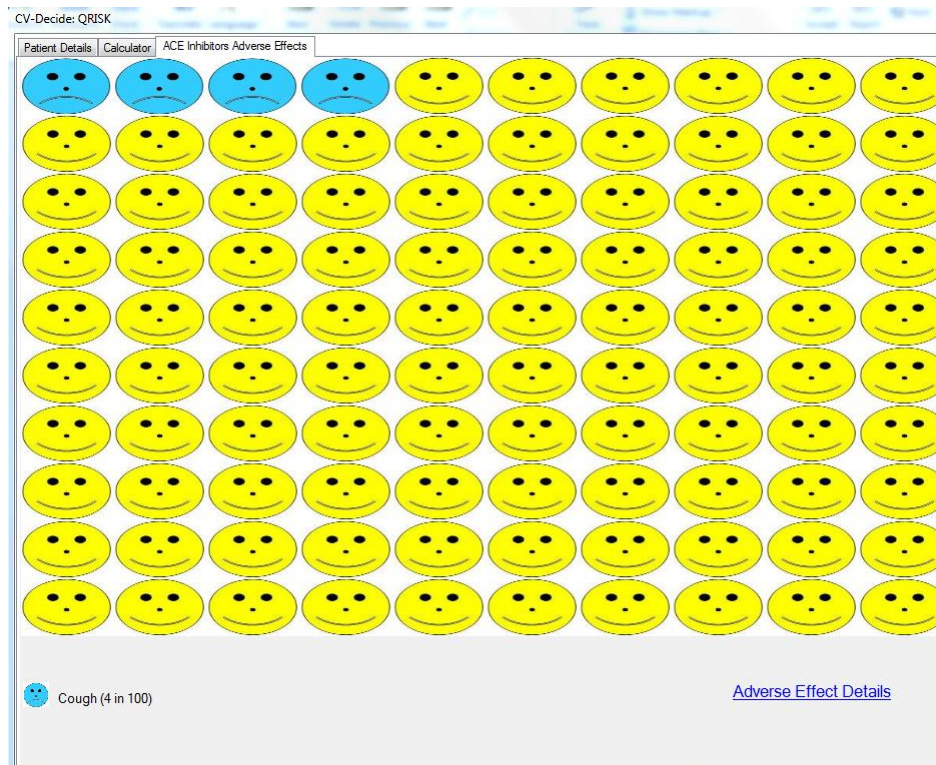 CV-Decide: QRISK
Patient Details Calculator ACE Inhibitors Adverse Effects
Cough (4 in 100)
Adverse Effect Details